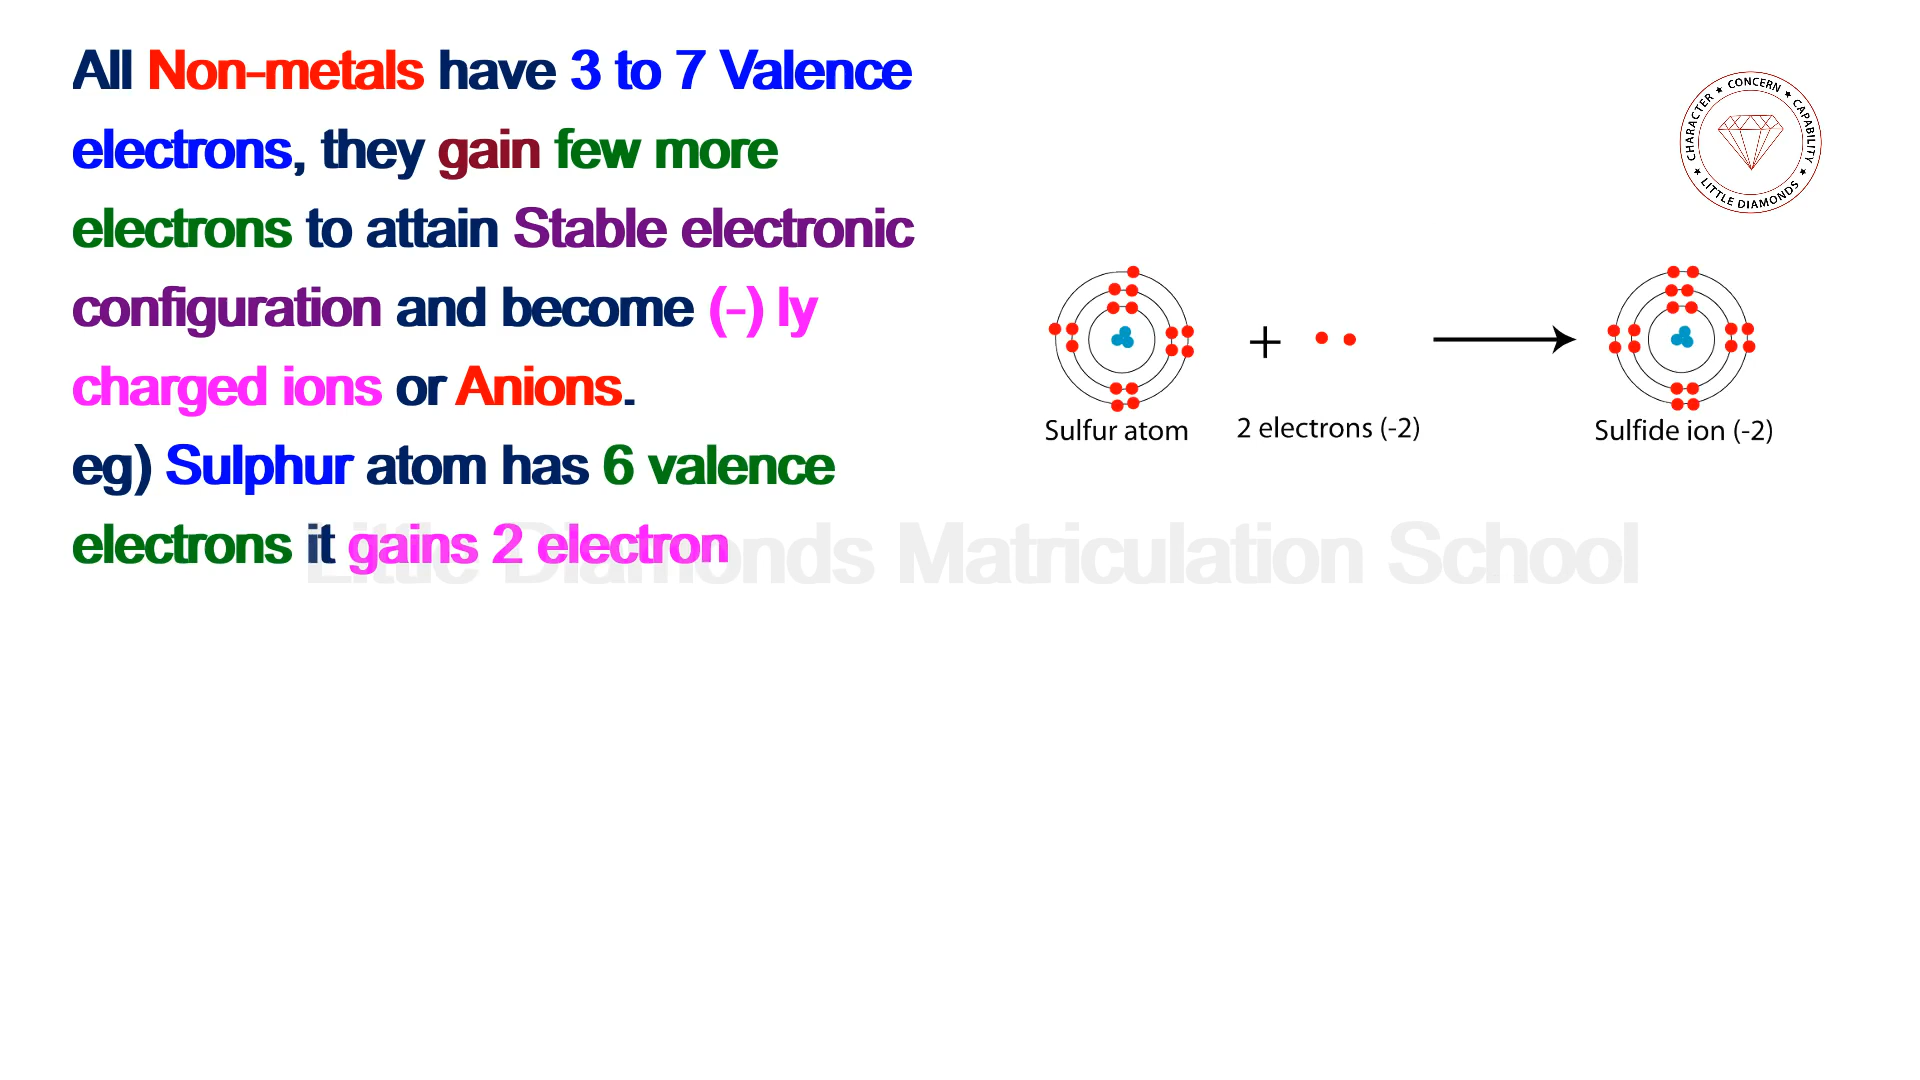 All Non-metals have 3 to 7 Valence
electrons, they gain few more
electrons to attain Stable electronic
configuration and become (-) ly
charged ions or Anions.
eg) Sulphur atom has 6 valence
electrons it gains 2 electron
CHARACTER ★ CONCERN ★ CAPABILITY ★ LITTLE DIAMONDS ★
+
Sulfur atom
2 electrons (-2)
Sulfide ion (-2)
Little Diamonds Matriculation School